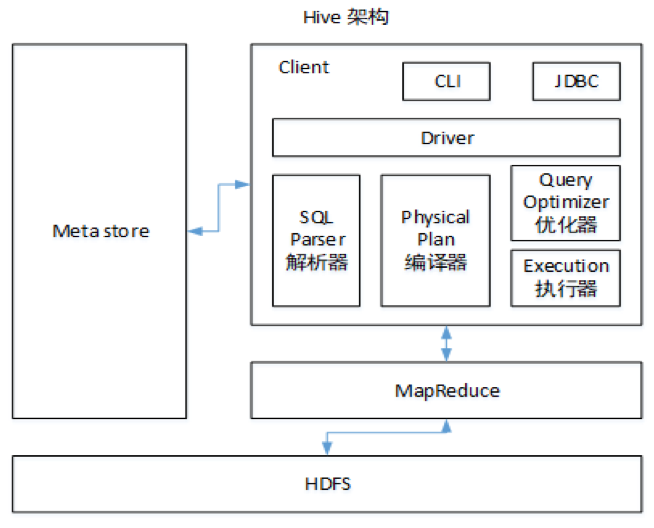 Hive 架构
Client
CLI
JDBC
Driver
Meta store
SQL
Parser
解析器
Physical
Plan
编译器
Query
Optimizer
优化器
Execution
执行器
MapReduce
HDFS